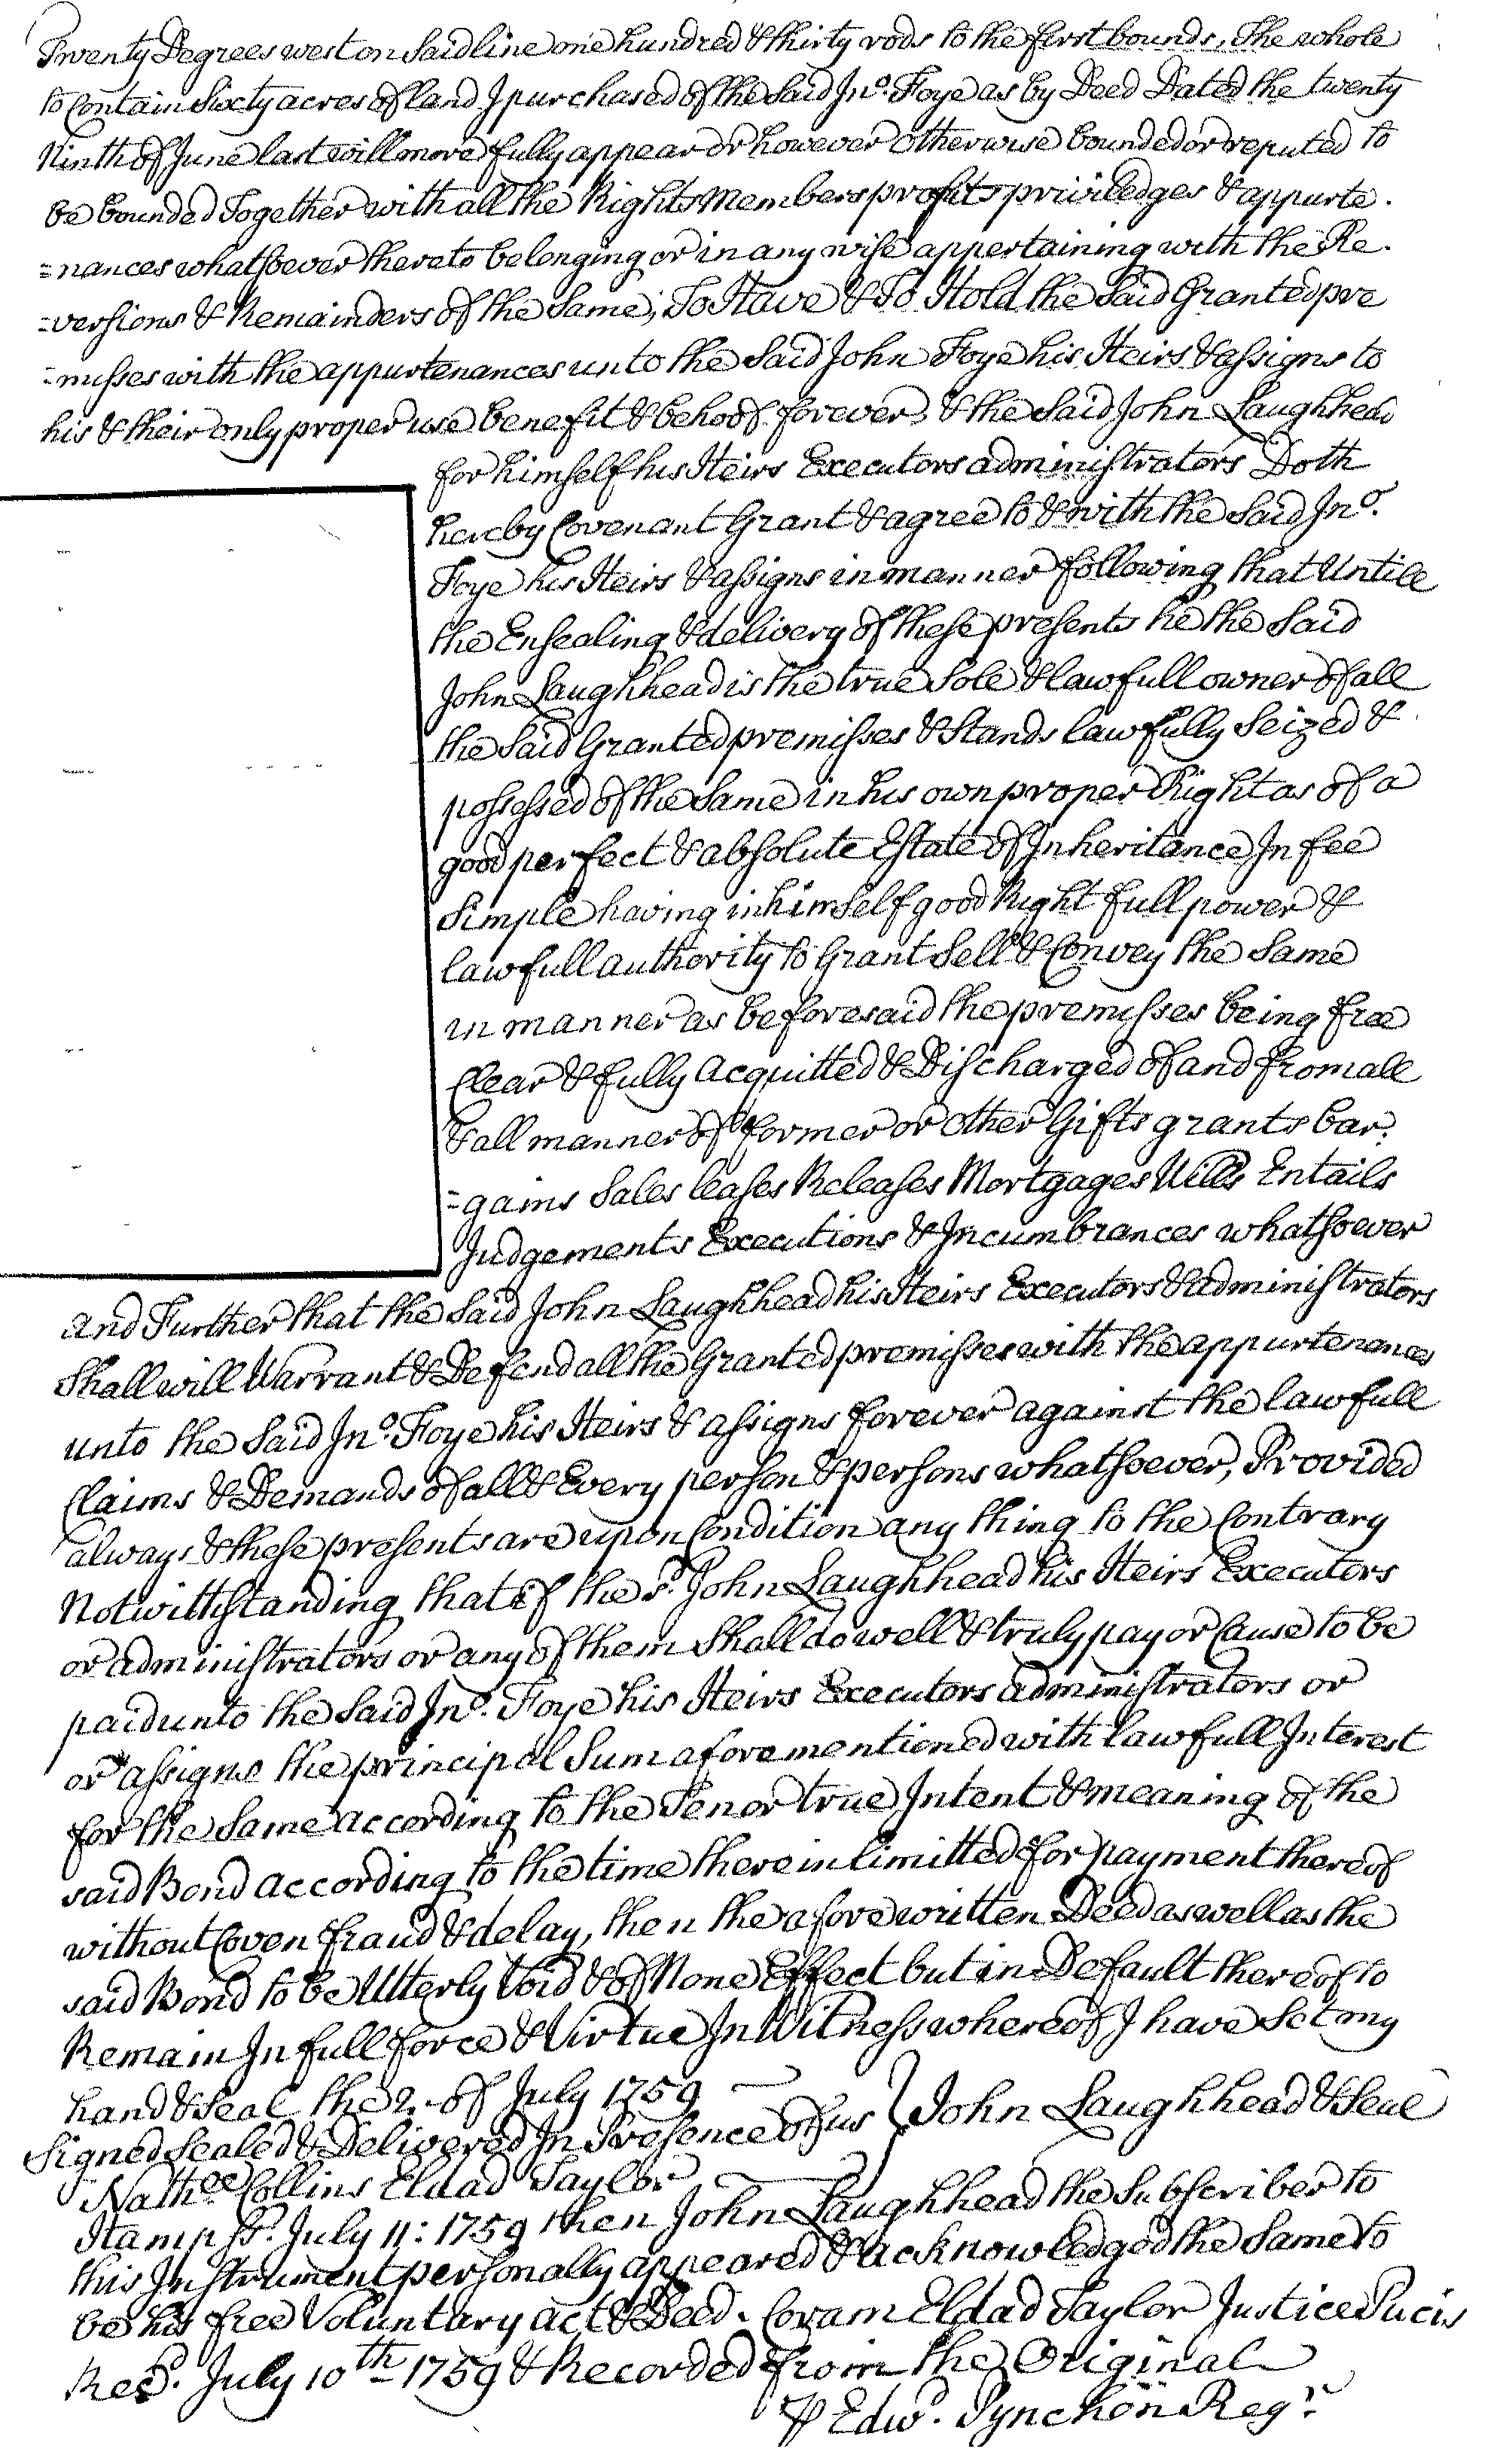 Twenty Degrees west on Said line one hundred & thirty rods to the first bounds, The whole
to Contain Sixty acres of land I purchased of the Said Jno. Foye as by Deed Dated the twenty
Ninth of June last will more fully appear or however Otherwise bounded or reputed to
be bounded Together with all the Rights Members profits priviledges & appurte.
=nances whatsoever thereto belonging or in any wise appertaining with the Re.
=versions & Remainders of the Same, To Have & To Hold the Said Granted pre
=misses with the appurtenances unto the Said John Foye his Heirs & assigns to
his & their only proper use benefit & behoof forever, & the Said John Laughhead
for himself his Heirs Executors administrators Doth
hereby Covenant Grant & agree to & with the Said Jno.
Foye his Heirs & assigns in manner following that Untill
the Ensealing & delivery of these presents he the Said
John Laughhead is the true Sole & lawfull owner of all
the Said Granted premisses & Stands lawfully Seized &
possessed of the Same in his own proper Right as of a
good perfect & absolute Estate of Inheritance In fee
Simple having in himself good Right full power &
lawfull authority to Grant Sell & Convey the Same
in manner as beforesaid the premisses being free
Clear & fully Acquitted & Discharged of and from all
& all manner of former or other Gifts grants bar.
=gains Sales leases Releases Mortgages Wills Entails
Judgements Executions & Incumbrances whatsoever
and Further that the Said John Laughhead his Heirs Executors & administrators
Shall will Warrant & Defend all the Granted premisses with the appurtenances
unto the Said Jno. Foye his Heirs & assigns forever against the lawfull
Claims & Demands of all & Every person & persons whatsoever, Provided
always & these presents are upon Condition any thing to the Contrary
Notwithstanding that if the sd. John Laughhead his Heirs Executors
or administrators or any of them Shall do well & truly pay or Cause to be
paid unto the Said Jno. Foye his Heirs Executors administrators or
or assigns the principal Sum aforementioned with lawfull Interest
for the Same according to the Tenor true Intent & meaning of the
said Bond according to the time therein limitted for payment thereof
without Coven fraud & delay, then the afore written Deed as well as the
said Bond to be Utterly Void & of None Effect but in Default thereof to
Remain In full force & Virtue In Witness whereof I have Set my
hand & seal the 2 of July 1759
Signed Sealed & Delivered In Presence of us } John Laughhead & Seal
Nathll Collins Eldad Taylor
Hamp ss. July 11: 1759 then John Laughhead the Subscriber to
this Instrument personally appeared & acknowledged the Same to
be his free Voluntary act & Deed. Coram Eldad Taylor Justice Pacis
Recd. July 10th 1759 & Recorded from the Original
P Edwd. Pynchon Regr.